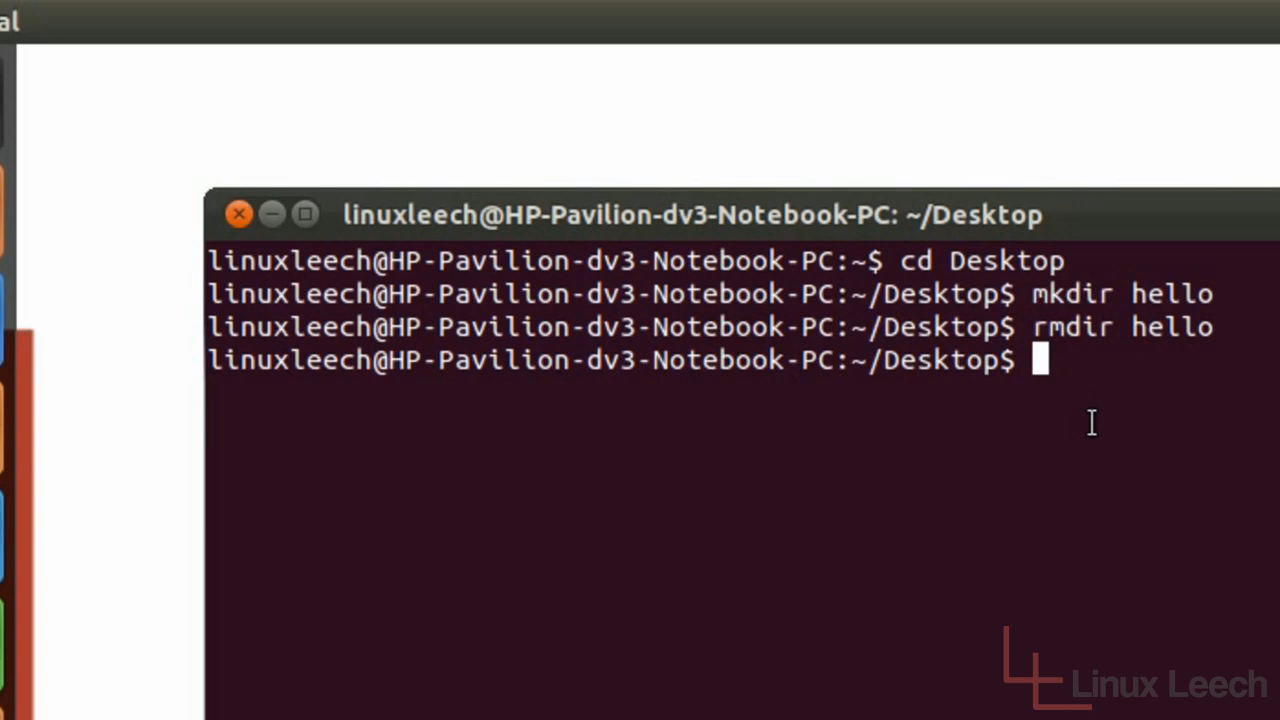 al
linuxleech@HP-Pavilion-dv3-Notebook-PC: ~/Desktop
linuxleech@HP-Pavilion-dv3-Notebook-PC:~$ cd Desktop
linuxleech@HP-Pavilion-dv3-Notebook-PC:~/Desktop$ mkdir hello
linuxleech@HP-Pavilion-dv3-Notebook-PC:~/Desktop$ rmdir hello
linuxleech@HP-Pavilion-dv3-Notebook-PC:~/Desktop$
Linux Leech